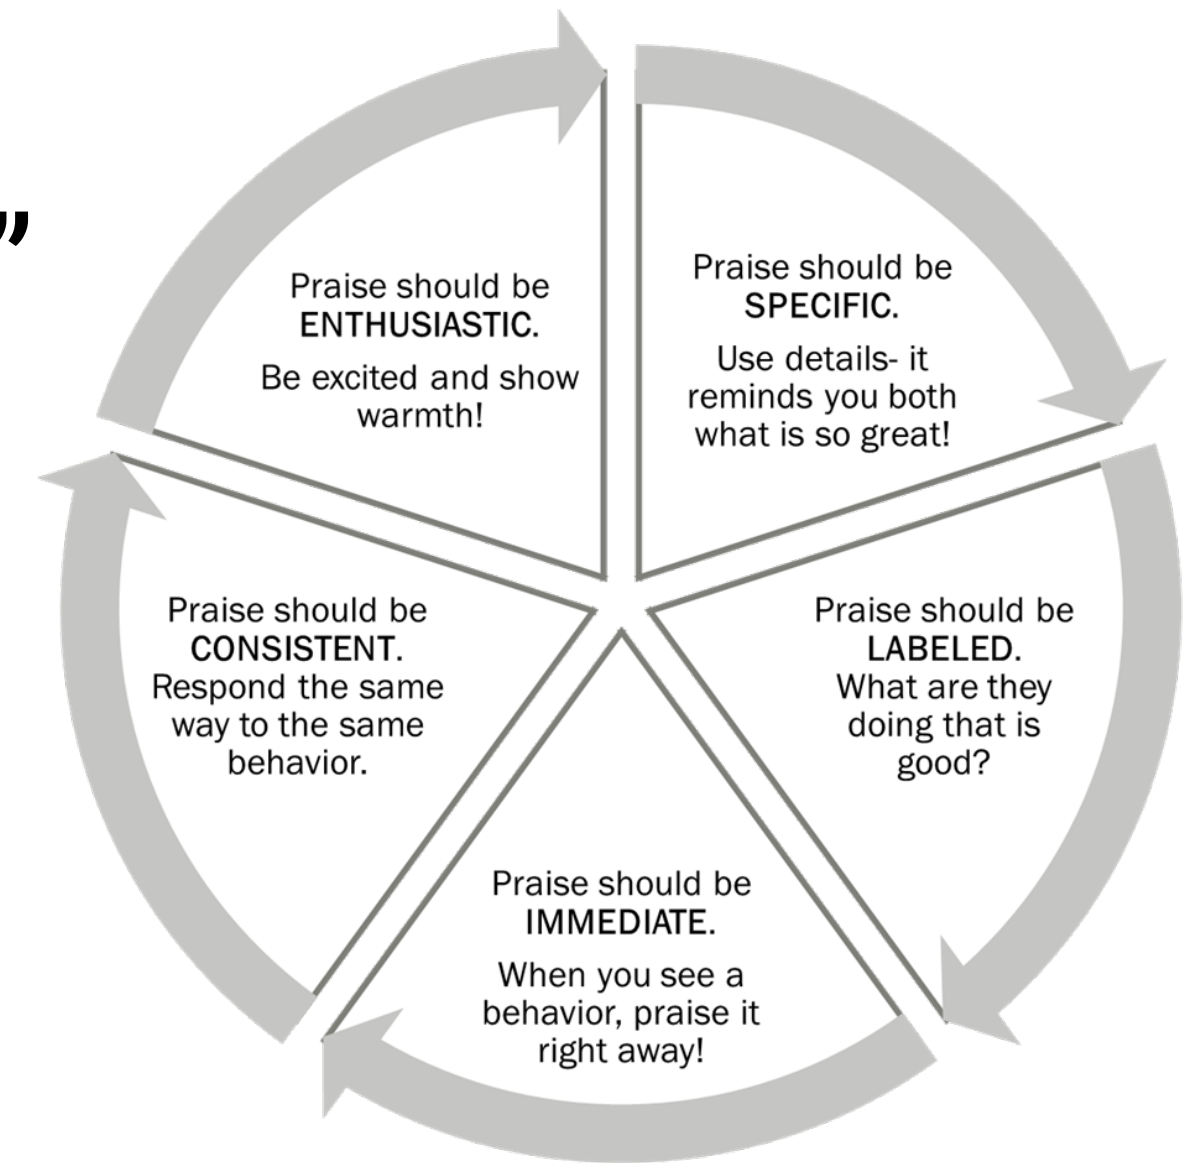 ”
Praise should be
SPECIFIC.
Use details- it
reminds you both
what is so great!
Praise should be
LABELED.
What are they
doing that is
good?
Praise should be
IMMEDIATE.
When you see a
behavior, praise it
right away!
Praise should be
CONSISTENT.
Respond the same
way to the same
behavior.
Praise should be
ENTHUSIASTIC.
Be excited and show
warmth!